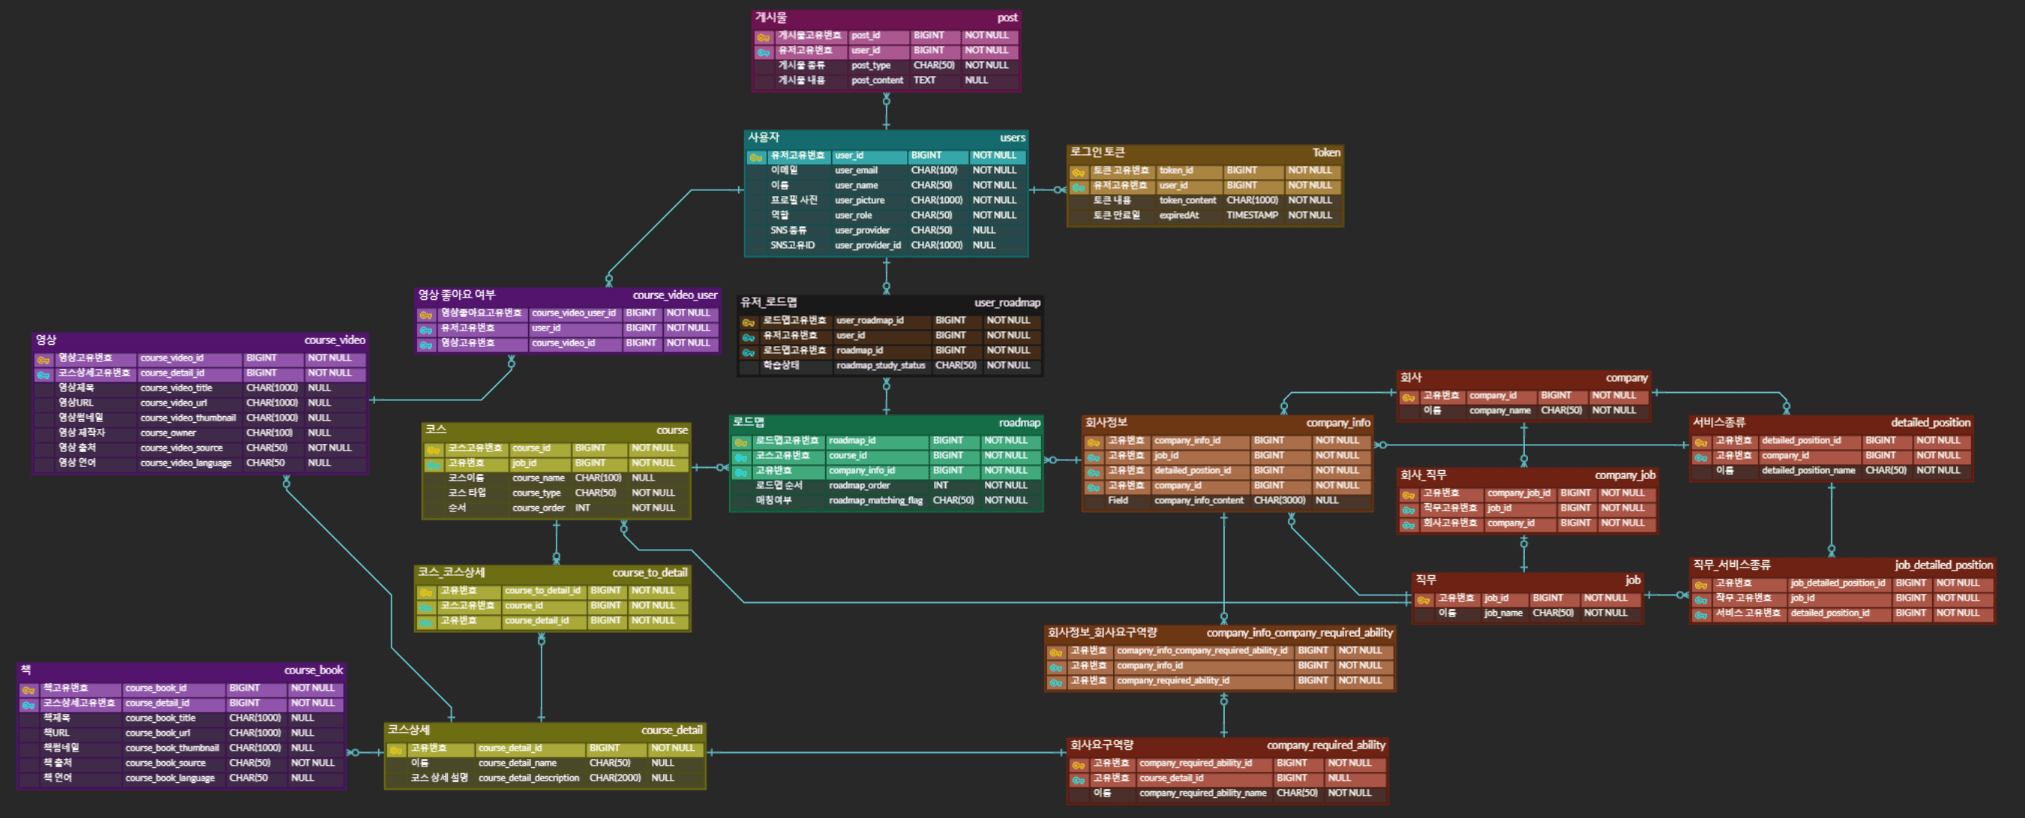 게시물 post
게시물고유번호 post_id BIGINT NOT NULL
유저고유번호 user_id BIGINT NOT NULL
게시물 종류 post_type CHAR(50) NOT NULL
게시물 내용 post_content TEXT NULL
사용자 users
유저고유번호 user_id BIGINT NOT NULL
이메일 user_email CHAR(100) NOT NULL
이름 user_name CHAR(50) NOT NULL
프로필 사진 user_picture CHAR(1000) NOT NULL
역할 user_role CHAR(50) NOT NULL
SNS 종류 user_provider CHAR(50) NULL
SNS고유ID user_provider_id CHAR(1000) NULL
로그인 토큰 Token
토큰 고유번호 token_id BIGINT NOT NULL
유저고유번호 user_id BIGINT NOT NULL
토큰 내용 token_content CHAR(1000) NOT NULL
토큰 만료일 expiredAt TIMESTAMP NOT NULL
영상 좋아요 여부 course_video_user
영상좋아요고유번호 course_video_user_id BIGINT NOT NULL
유저고유번호 user_id BIGINT NOT NULL
영상고유번호 course_video_id BIGINT NOT NULL
유저_로드맵 user_roadmap
로드맵고유번호 user_roadmap_id BIGINT NOT NULL
유저고유번호 user_id BIGINT NOT NULL
로드맵고유번호 roadmap_id BIGINT NOT NULL
학습상태 roadmap_study_status CHAR(50) NOT NULL
영상 course_video
영상고유번호 course_video_id BIGINT NOT NULL
코스상세고유번호 course_detail_id BIGINT NOT NULL
영상제목 course_video_title CHAR(1000) NULL
영상URL course_video_url CHAR(1000) NULL
영상썸네일 course_video_thumbnail CHAR(1000) NULL
영상 제작자 course_owner CHAR(100) NULL
영상 출처 course_video_source CHAR(50) NOT NULL
영상 언어 course_video_language CHAR(50 NULL
코스 course
코스고유번호 course_id BIGINT NOT NULL
고유번호 job_id BIGINT NOT NULL
코스이름 course_name CHAR(100) NULL
코스 타입 course_type CHAR(50) NOT NULL
순서 course_order INT NOT NULL
로드맵 roadmap
로드맵고유번호 roadmap_id BIGINT NOT NULL
코스고유번호 course_id BIGINT NOT NULL
고유번호 company_info_id BIGINT NOT NULL
로드맵 순서 roadmap_order INT NOT NULL
매칭여부 roadmap_matching_flag CHAR(50) NOT NULL
회사정보 company_info
고유번호 company_info_id BIGINT NOT NULL
고유번호 job_id BIGINT NOT NULL
고유번호 detailed_postion_id BIGINT NOT NULL
고유번호 company_id BIGINT NOT NULL
Field company_info_content CHAR(3000) NULL
회사 company
고유번호 company_id BIGINT NOT NULL
이름 company_name CHAR(50) NOT NULL
서비스종류 detailed_position
고유번호 detailed_position_id BIGINT NOT NULL
고유번호 company_id BIGINT NOT NULL
이름 detailed_position_name CHAR(50) NOT NULL
회사_직무 company_job
고유번호 company_job_id BIGINT NOT NULL
직무고유번호 job_id BIGINT NOT NULL
회사고유번호 company_id BIGINT NOT NULL
코스_코스상세 course_to_detail
고유번호 course_to_detail_id BIGINT NOT NULL
코스고유번호 course_id BIGINT NOT NULL
고유번호 course_detail_id BIGINT NOT NULL
직무 job
고유번호 job_id BIGINT NOT NULL
이름 job_name CHAR(50) NOT NULL
직무_서비스종류 job_detailed_position
고유번호 job_detailed_position_id BIGINT NOT NULL
직무 고유번호 job_id BIGINT NOT NULL
서비스 고유번호 detailed_position_id BIGINT NOT NULL
회사정보_회사요구역량 company_info_company_required_ability
고유번호 comapny_info_company_required_ability_id BIGINT NOT NULL
고유번호 company_info_id BIGINT NOT NULL
고유번호 company_required_ability_id BIGINT NOT NULL
책 course_book
책고유번호 course_book_id BIGINT NOT NULL
코스상세고유번호 course_detail_id BIGINT NOT NULL
책제목 course_book_title CHAR(1000) NULL
책URL course_book_url CHAR(1000) NULL
책썸네일 course_book_thumbnail CHAR(1000) NULL
책 출처 course_book_source CHAR(50) NOT NULL
책 언어 course_book_language CHAR(50 NULL
코스상세 course_detail
고유번호 course_detail_id BIGINT NOT NULL
이름 course_detail_name CHAR(50) NULL
코스 상세 설명 course_detail_description CHAR(2000) NULL
회사요구역량 company_required_ability
고유번호 company_required_ability_id BIGINT NOT NULL
고유번호 course_detail_id BIGINT NULL
이름 company_required_ability_name CHAR(50) NOT NULL